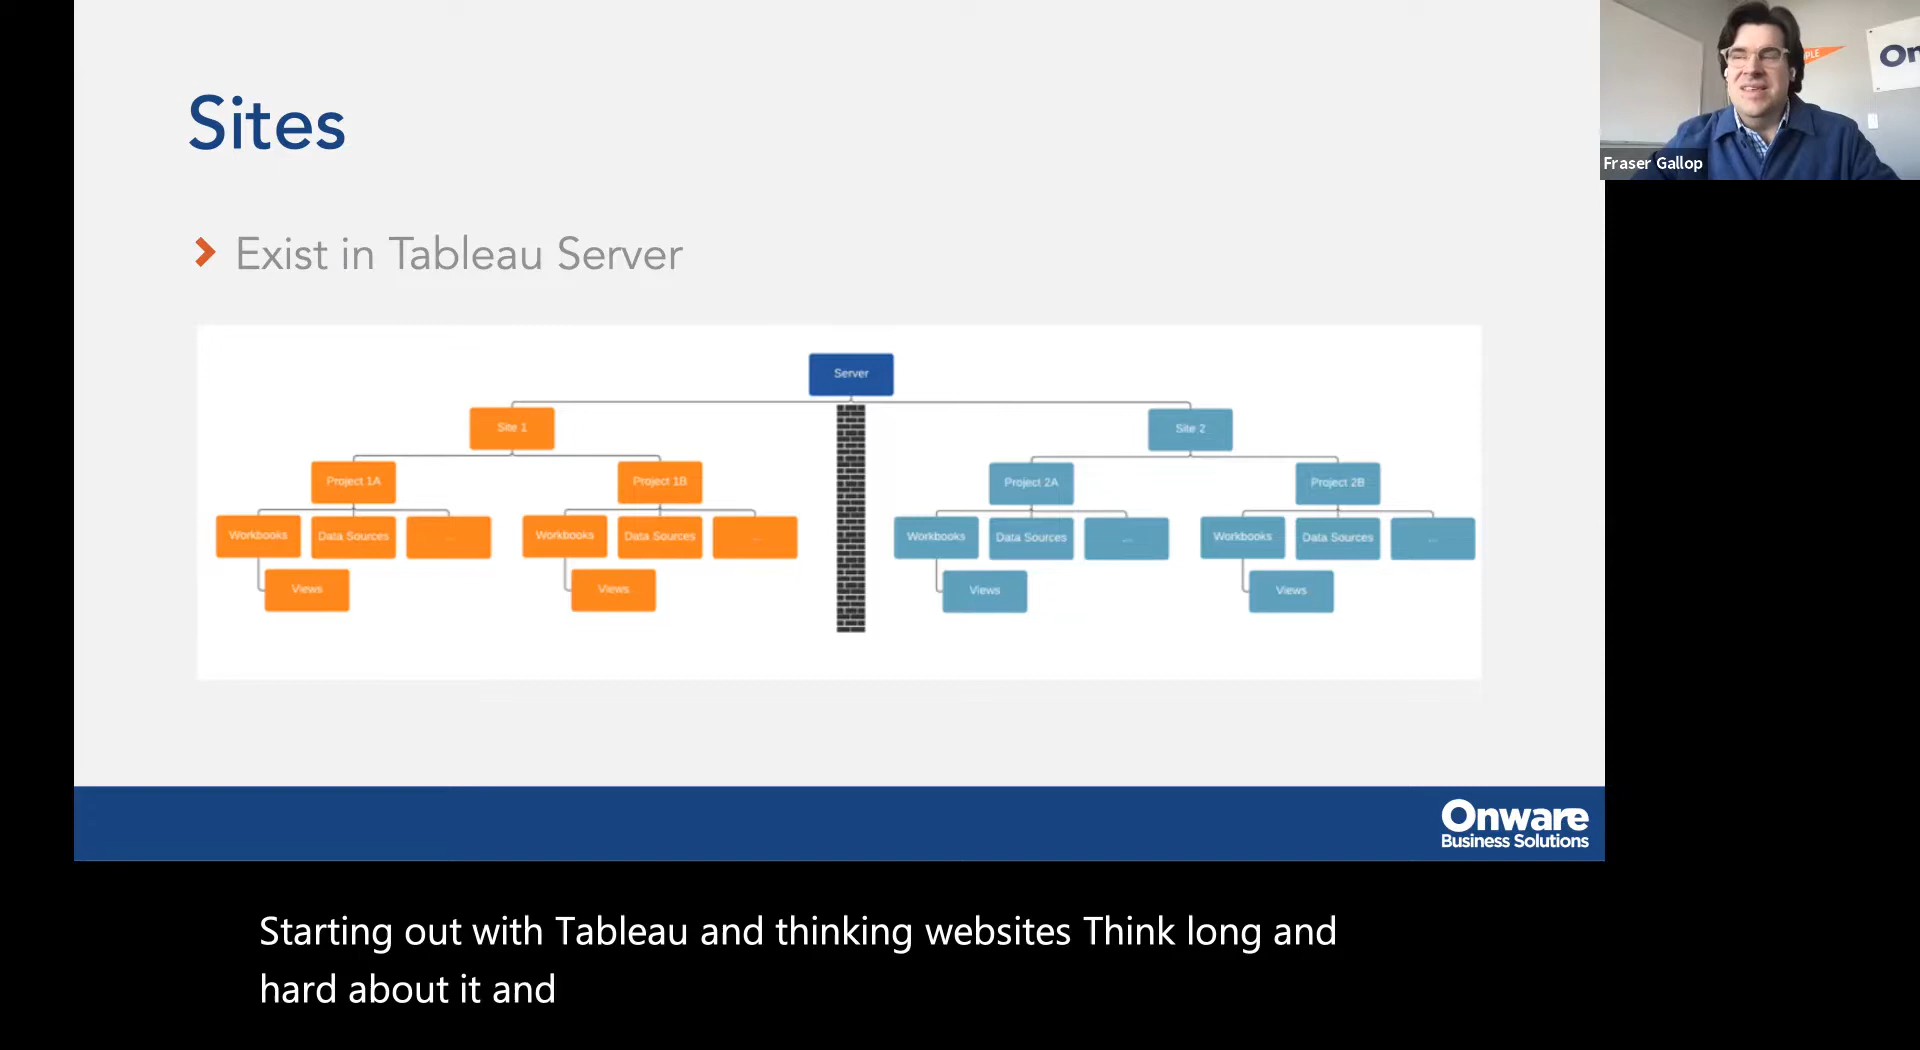 Sites
Exist in Tableau Server
Server
Site 1
Site 2
Project 1A
Project 1B
Project 2A
Project 2B
Workbooks
Data Sources
...
Workbooks
Data Sources
...
Workbooks
Data Sources
...
Workbooks
Data Sources
...
Views
Views
Views
Views
Onware
Business Solutions
PLE
On
Fraser Gallop
Starting out with Tableau and thinking websites Think long and
hard about it and